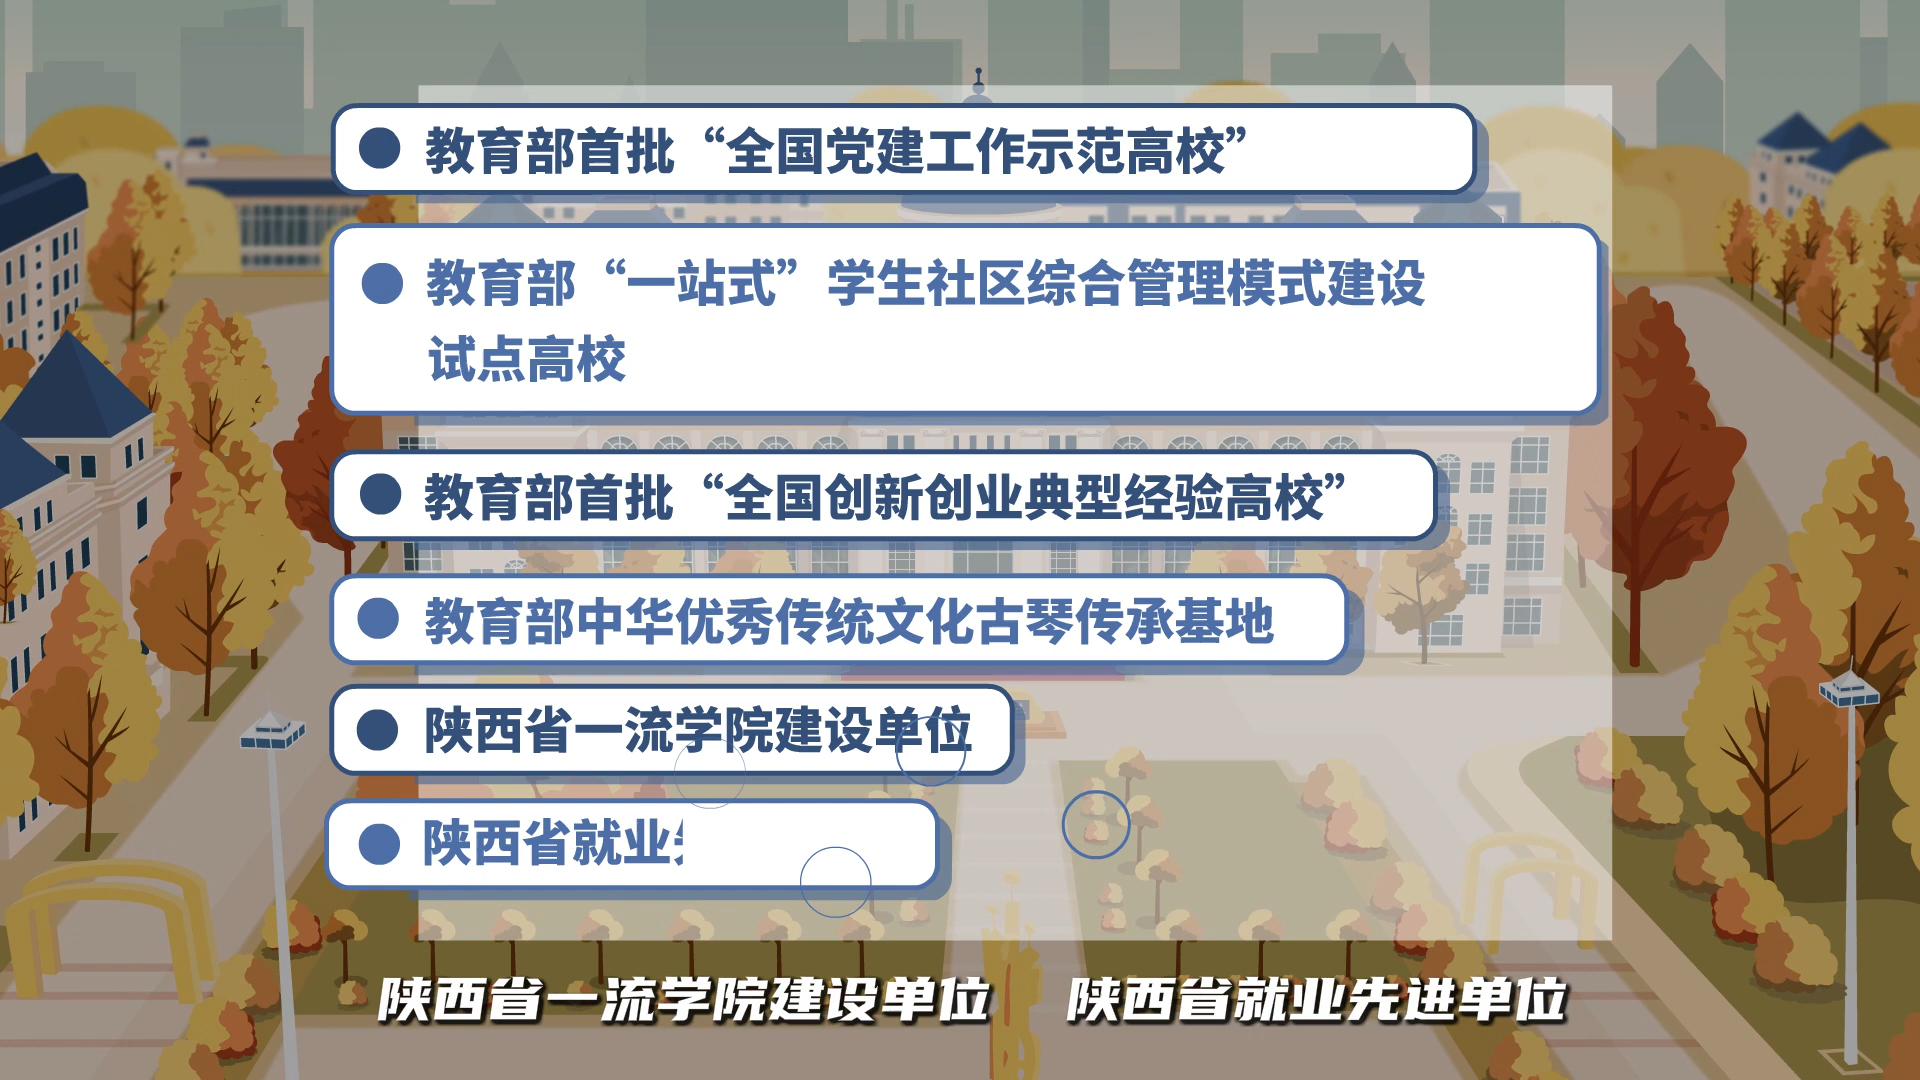 教育部首批“全国党建工作示范高校”
教育部“一站式”学生社区综合管理模式建设
试点高校
教育部首批“全国创新创业典型经验高校”
教育部中华优秀传统文化古琴传承基地
陕西省一流学院建设单位
陕西省就业
陕西省一流学院建设单位 陕西省就业先进单位